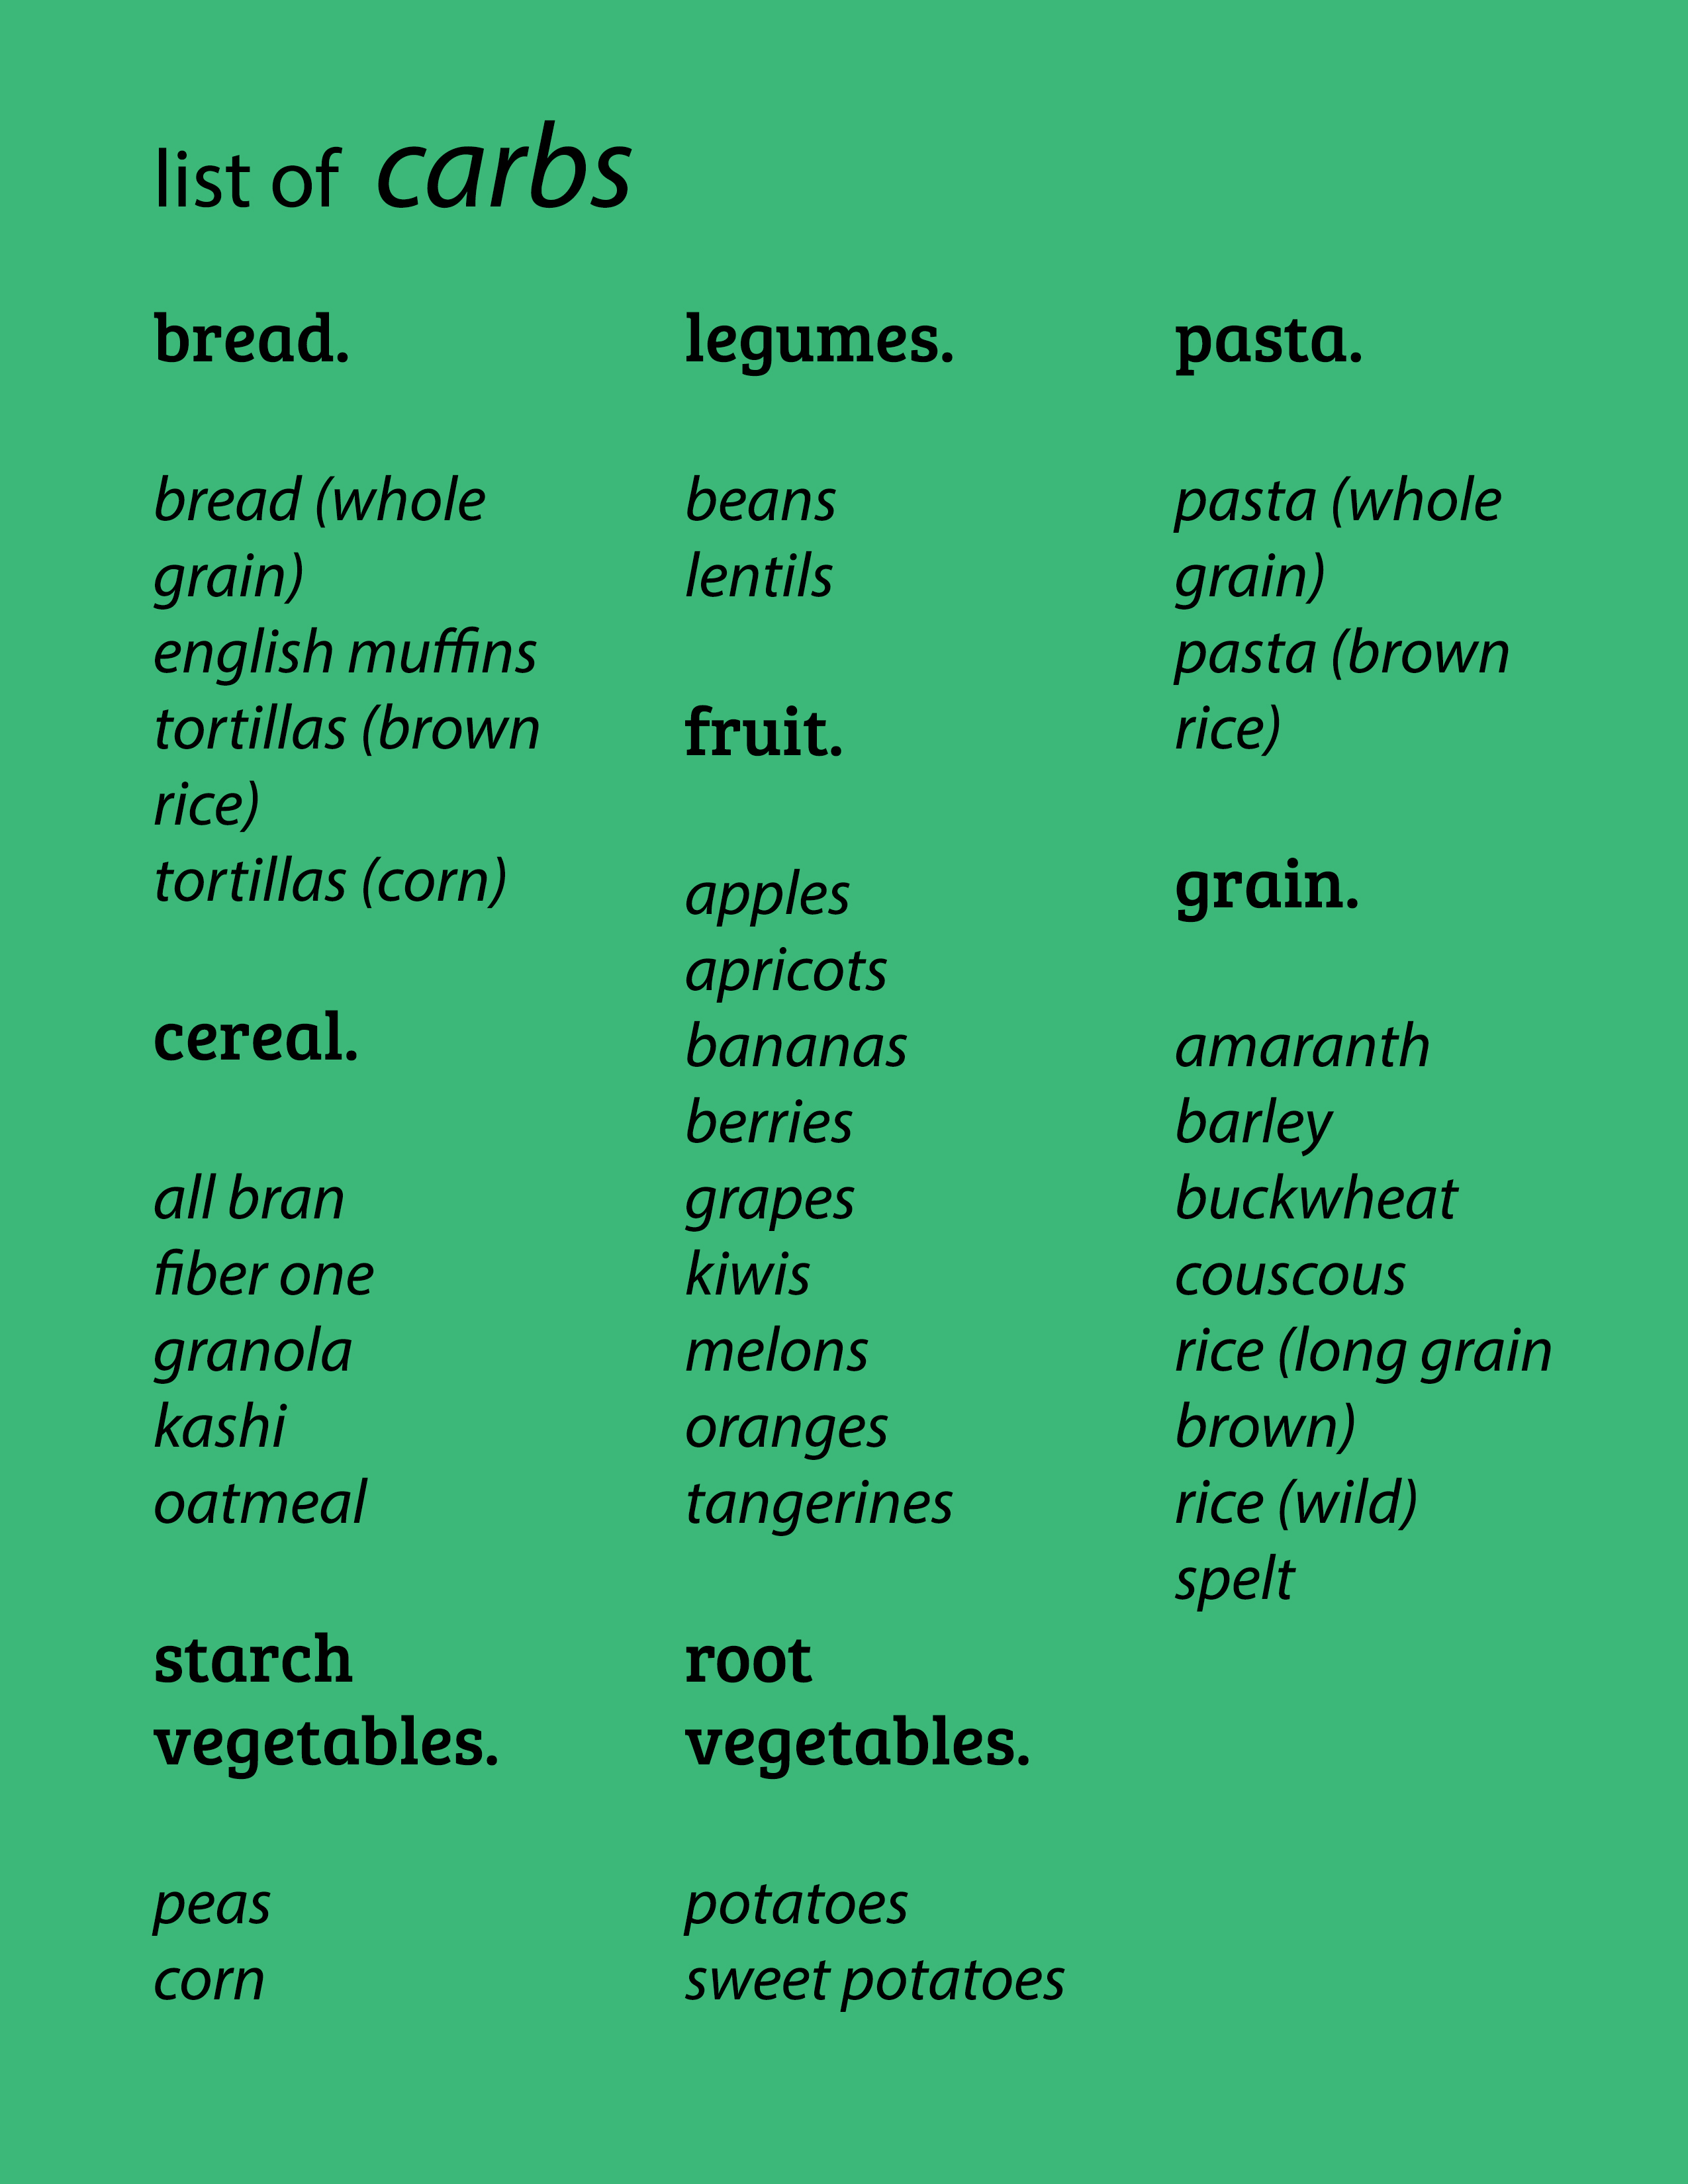 list of carbs
bread.
bread (whole
grain)
english muffins
tortillas (brown
rice)
tortillas (corn)
cereal.
all bran
fiber one
granola
kashi
oatmeal
starch
vegetables.
peas
corn
legumes.
beans
lentils
fruit.
apples
apricots
bananas
berries
grapes
kiwis
melons
oranges
tangerines
root
vegetables.
potatoes
sweet potatoes
pasta.
pasta (whole
grain)
pasta (brown
rice)
grain.
amaranth
barley
buckwheat
couscous
rice (long grain
brown)
rice (wild)
spelt